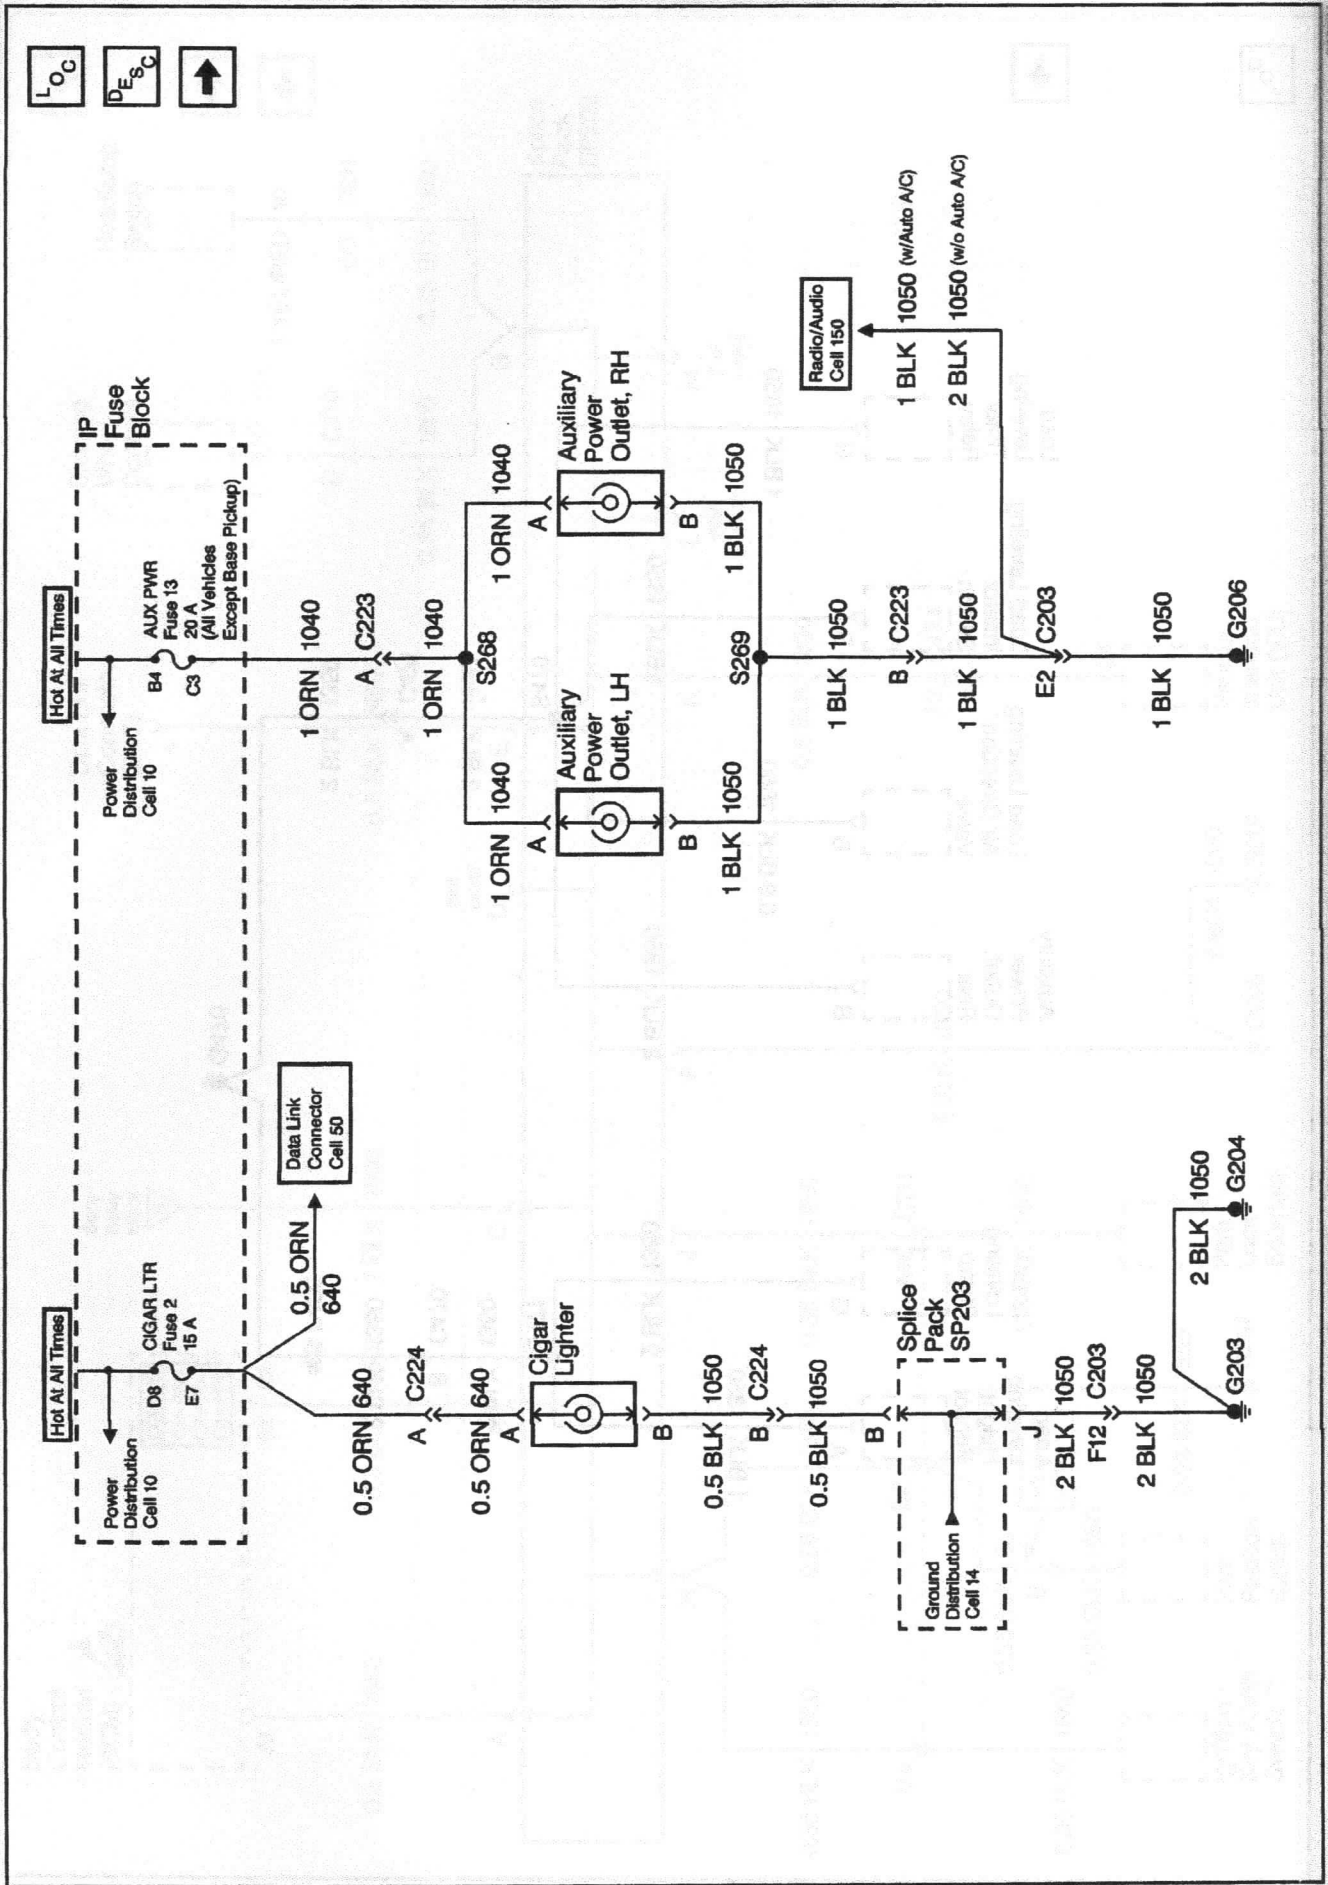 LOC
DESC
Hot At All Times
Hot At All Times
IP
Fuse
Block
Power
Distribution
Cell 10
D8
CIGAR LTR
Fuse 2
15 A
E7
Power
Distribution
Cell 10
B4
AUX PWR
Fuse 13
20 A
(All Vehicles
Except Base Pickup)
C3
0.5 ORN
640
Data Link
Connector
Cell 50
0.5 ORN 640
A C224
0.5 ORN 640
A
Cigar
Lighter
B
0.5 BLK 1050
B C224
0.5 BLK 1050
B
Splice
Pack
SP203
Ground
Distribution
Cell 14
J
2 BLK 1050
F12 C203
2 BLK 1050
G203
2 BLK 1050
G204
1 ORN 1040
A C223
1 ORN 1040
S268
1 ORN 1040
A
Auxiliary
Power
Outlet, LH
B
1 BLK 1050
1 ORN 1040
A
Auxiliary
Power
Outlet, RH
B
1 BLK 1050
S269
1 BLK 1050
B C223
1 BLK 1050
E2 C203
1 BLK 1050
G206
Radio/Audio
Cell 150
1 BLK 1050 (w/Auto A/C)
2 BLK 1050 (w/o Auto A/C)